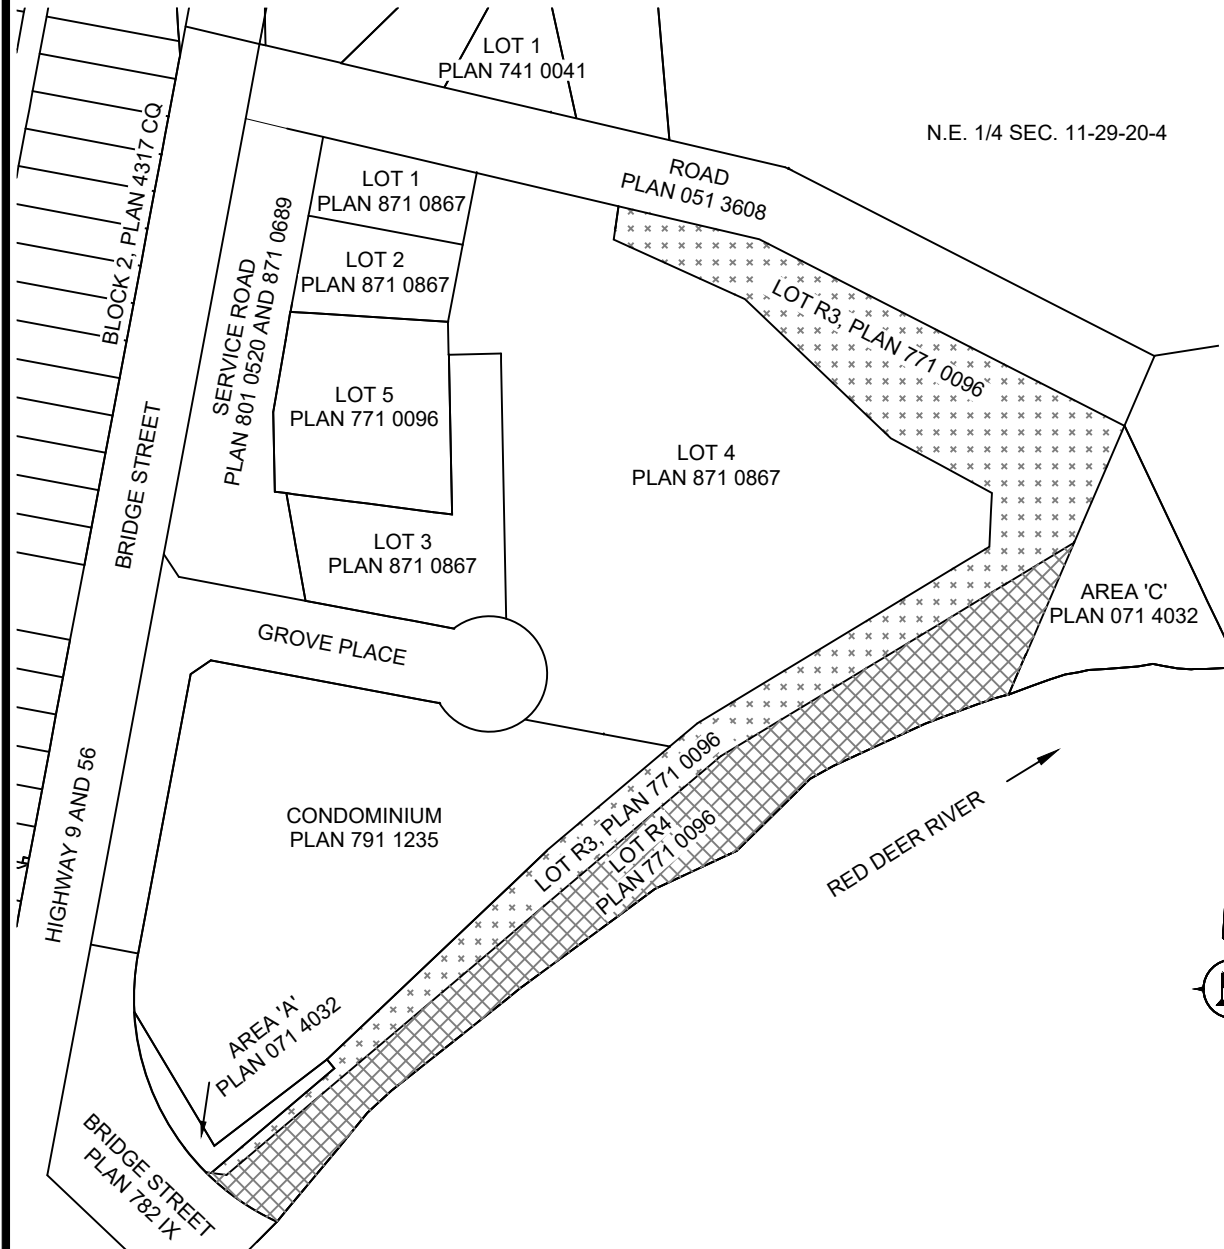 LOT 1
PLAN 741 0041
N.E. 1/4 SEC. 11-29-20-4
BLOCK 2, PLAN 4317 CQ
ROAD
PLAN 051 3608
LOT 1
PLAN 871 0867
LOT 2
PLAN 871 0867
SERVICE ROAD
PLAN 801 0520 AND 871 0689
LOT R3, PLAN 771 0096
LOT 5
PLAN 771 0096
BRIDGE STREET
LOT 4
PLAN 871 0867
LOT 3
PLAN 871 0867
AREA 'C'
PLAN 071 4032
GROVE PLACE
HIGHWAY 9 AND 56
CONDOMINIUM
PLAN 791 1235
LOT R3, PLAN 771 0096
LOT R4
PLAN 771 0096
RED DEER RIVER
AREA 'A'
PLAN 071 4032
BRIDGE STREET
PLAN 782 IX